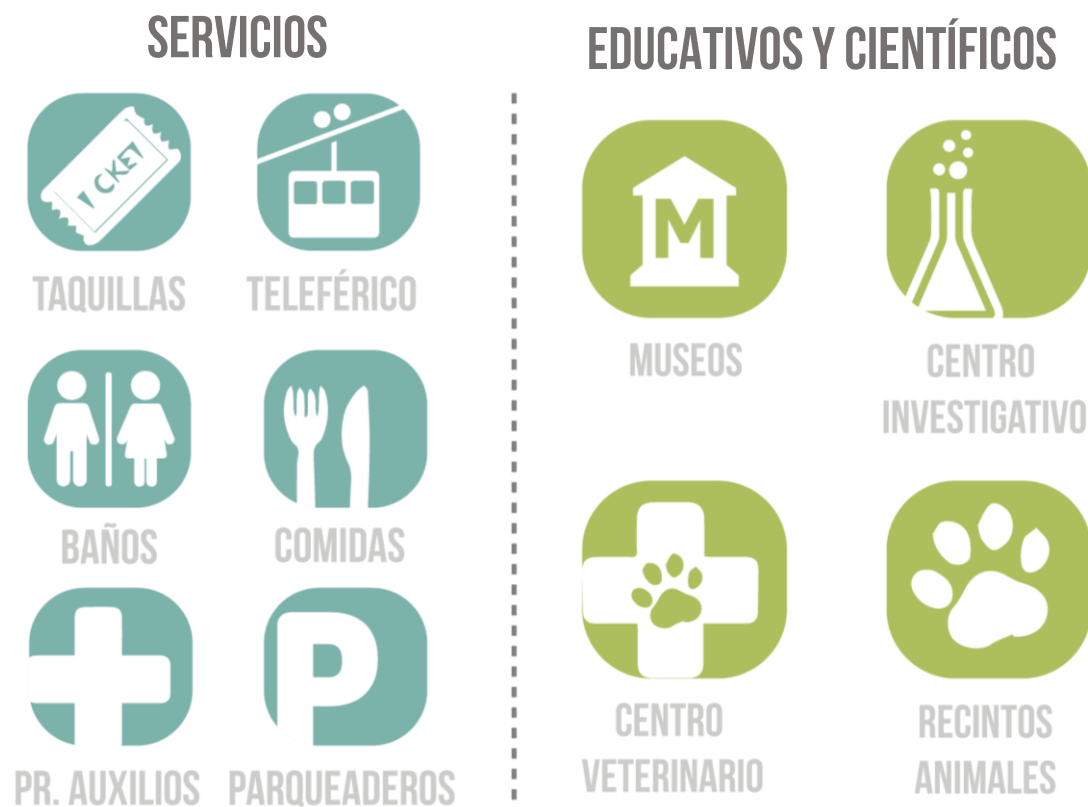 SERVICIOS
TAQUILLAS
TELEFÉRICO
BAÑOS
COMIDAS
P
PR. AUXILIOS
PARQUEADEROS
EDUCATIVOS Y CIENTÍFICOS
M
MUSEOS
CENTRO
INVESTIGATIVO
CENTRO
VETERINARIO
RECINTOS
ANIMALES